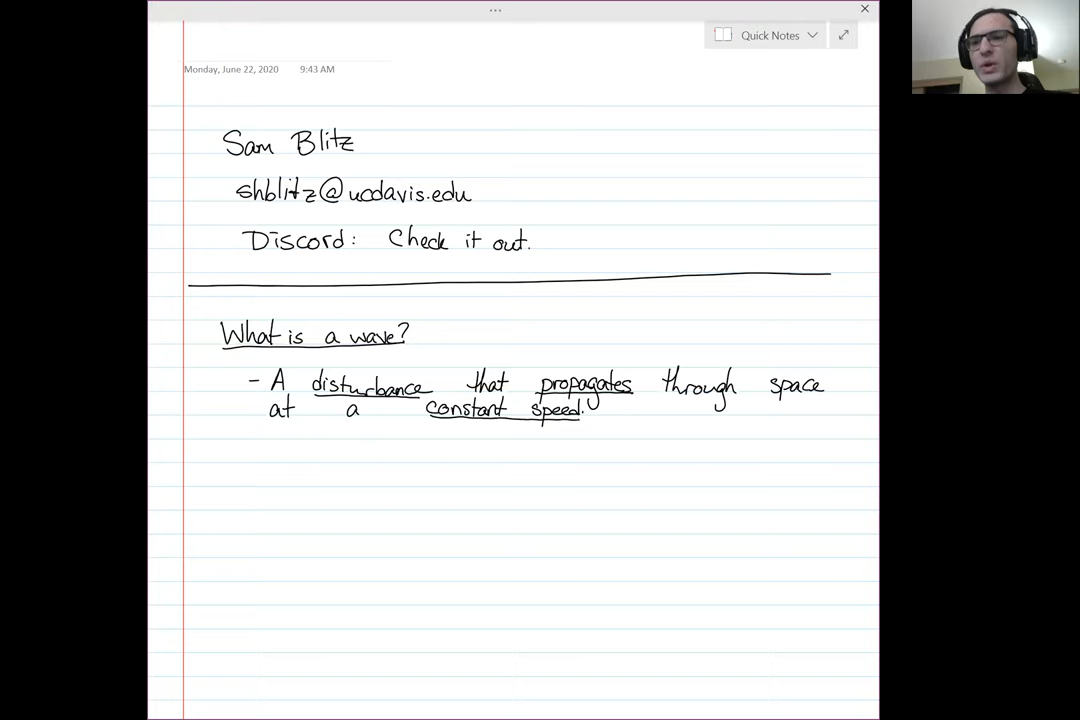 Quick Notes
Monday, June 22, 2020 9:43 AM
Sam Blitz
shblitz@ucdavis.edu
Discord: Check it out.
What is a wave?
- A disturbance that propagates through space
at a constant speed.